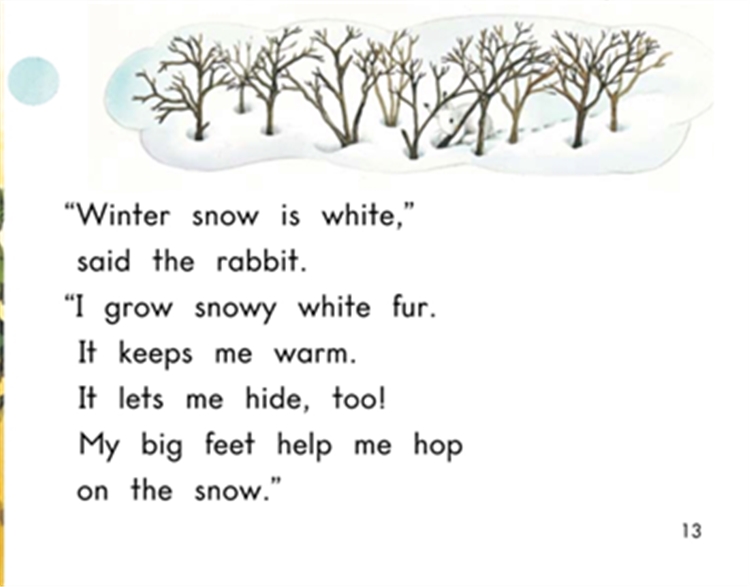 “Winter snow is white,”
said the rabbit.
“I grow snowy white fur.
It keeps me warm.
It lets me hide, too!
My big feet help me hop
on the snow.”
13